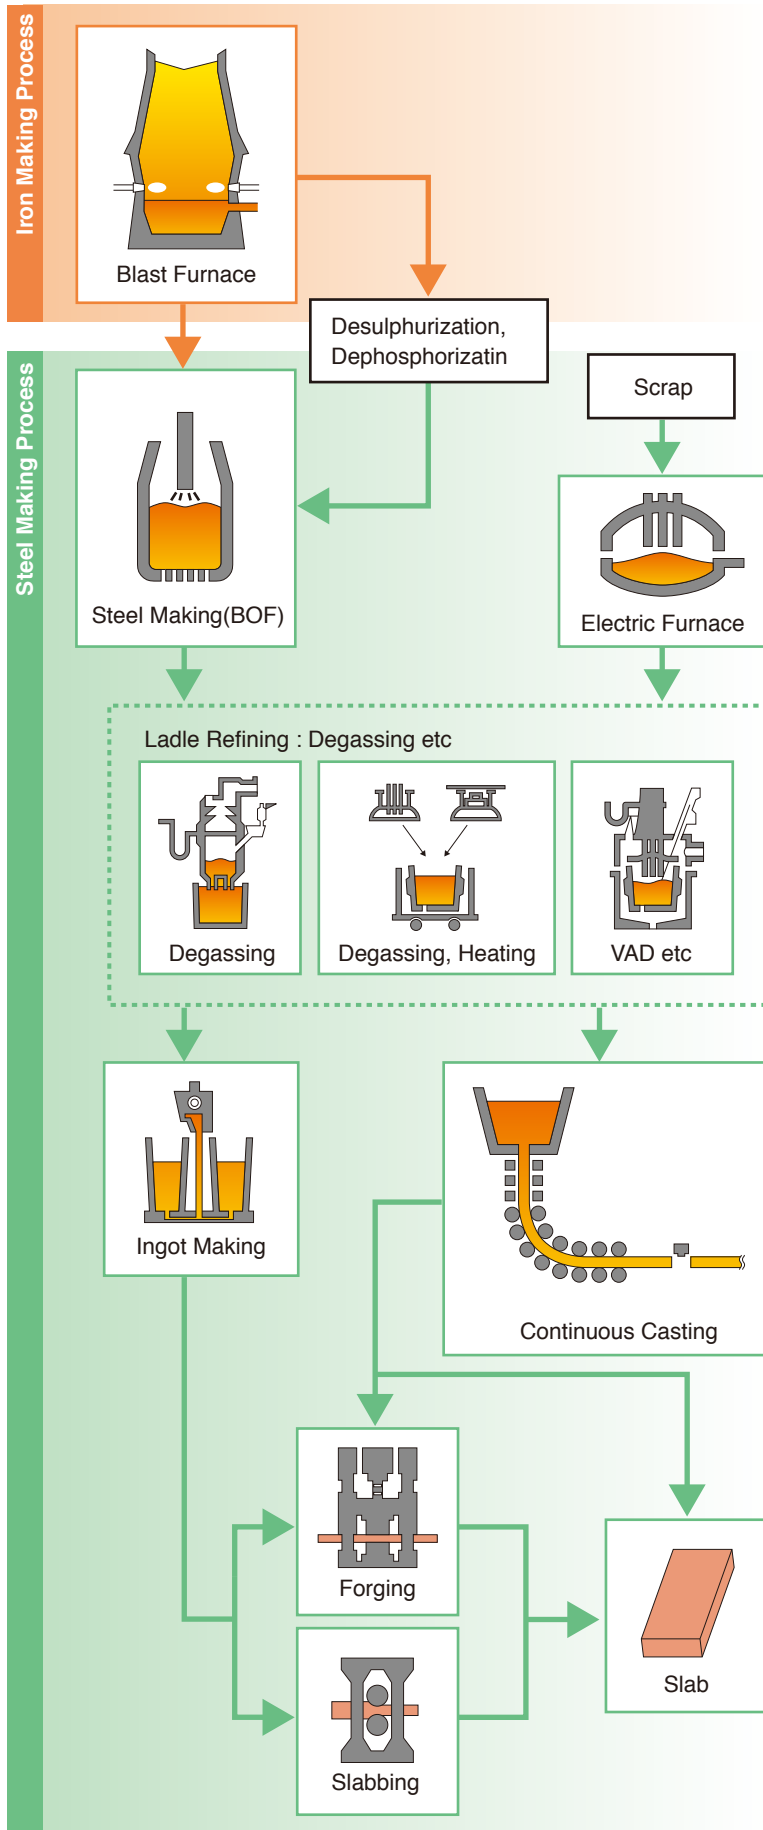 Iron Making Process
Blast Furnace
Desulphurization,
Dephosphorizatin
Steel Making Process
Scrap
Steel Making(BOF)
Electric Furnace
Ladle Refining : Degassing etc
Degassing
Degassing, Heating
VAD etc
Ingot Making
Continuous Casting
Forging
Slab
Slabbing